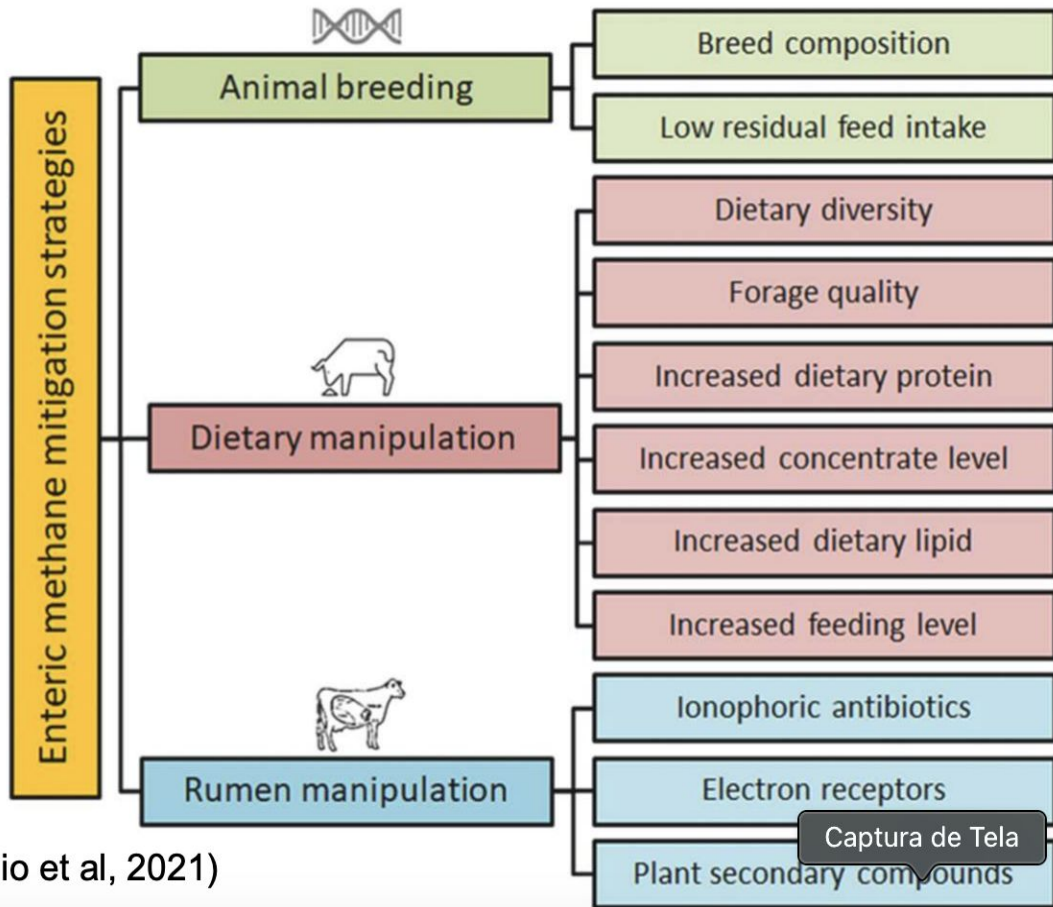 Enteric methane mitigation strategies
Animal breeding
Breed composition
Low residual feed intake
Dietary manipulation
Dietary diversity
Forage quality
Increased dietary protein
Increased concentrate level
Increased dietary lipid
Increased feeding level
Rumen manipulation
Ionophoric antibiotics
Electron receptors
Plant secondary compounds
Captura de Tela
io et al, 2021)